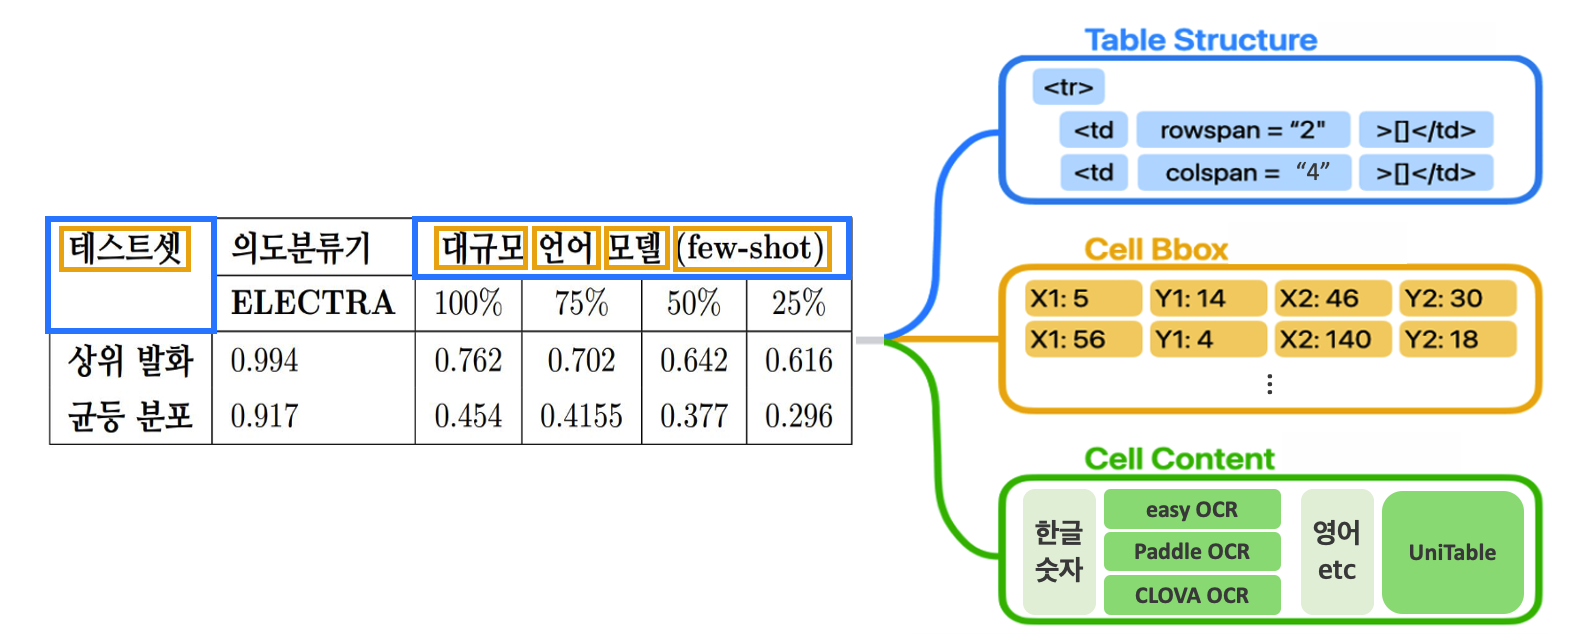 테스트셋 의도분류기 대규모 언어 모델 (few-shot)
ELECTRA 100% 75% 50% 25%
상위 발화 0.994 0.762 0.702 0.642 0.616
균등 분포 0.917 0.454 0.4155 0.377 0.296
Table Structure
<tr>
<td rowspan = “2" >[]</td>
<td colspan = “4” >[]</td>
Cell Bbox
X1: 5 Y1: 14 X2: 46 Y2: 30
X1: 56 Y1: 4 X2: 140 Y2: 18
⋮
Cell Content
한글
숫자
easy OCR
Paddle OCR
CLOVA OCR
영어
etc
UniTable